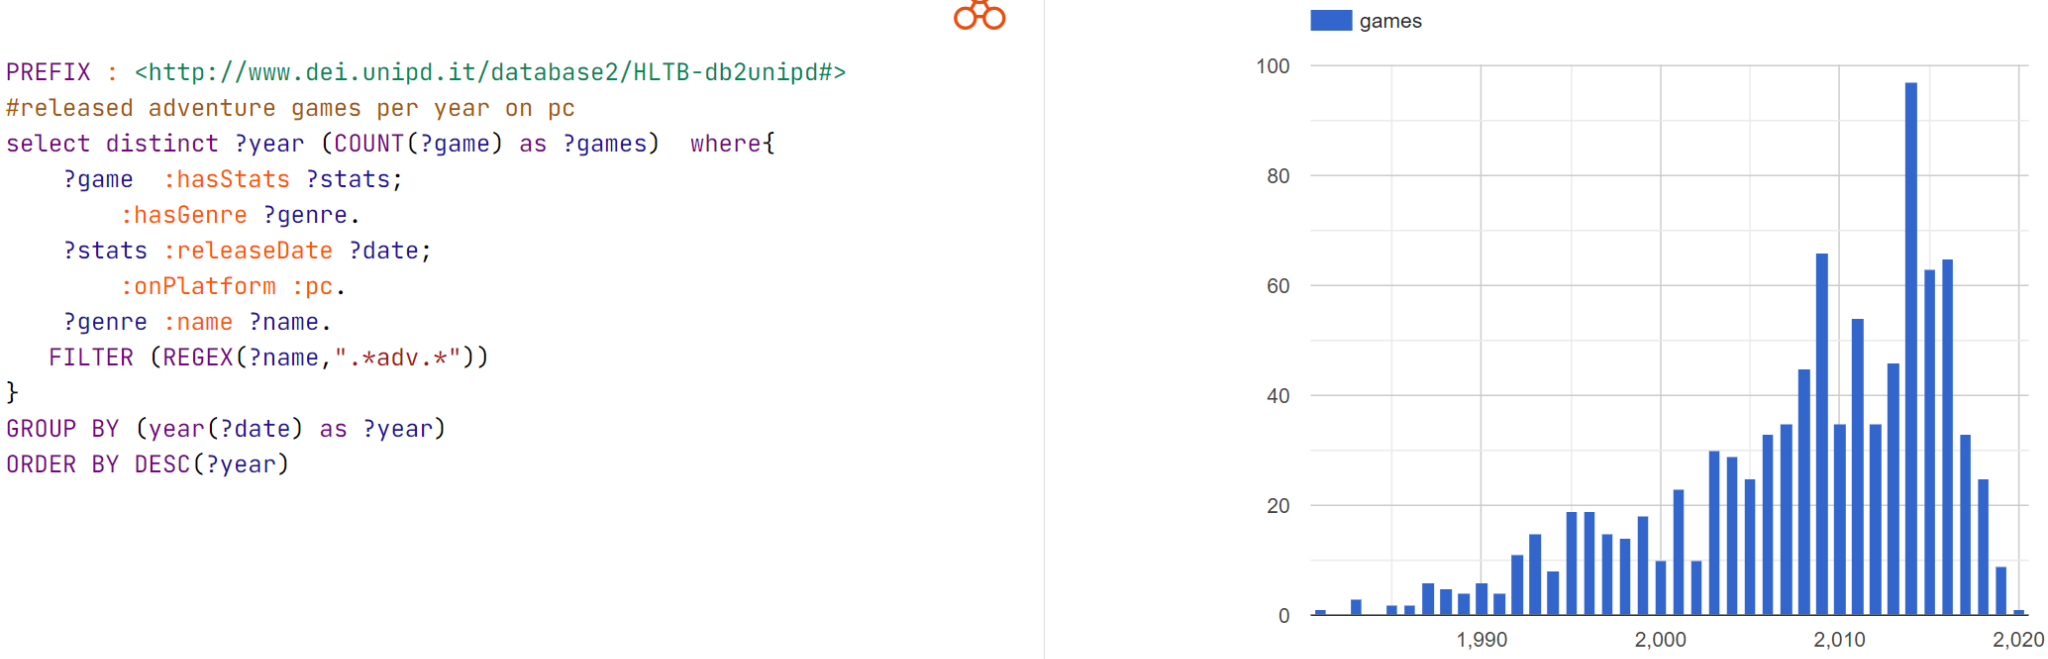 PREFIX : <http://www.dei.unipd.it/database2/HLTB-db2unipd#>
#released adventure games per year on pc
select distinct ?year (COUNT(?game) as ?games)  where{
    ?game  :hasStats ?stats;
        :hasGenre ?genre.
    ?stats :releaseDate ?date;
        :onPlatform :pc.
    ?genre :name ?name.
   FILTER (REGEX(?name,".*adv.*"))
}
GROUP BY (year(?date) as ?year)
ORDER BY DESC(?year)
games
100
80
60
40
20
0
1,990 2,000 2,010 2,020